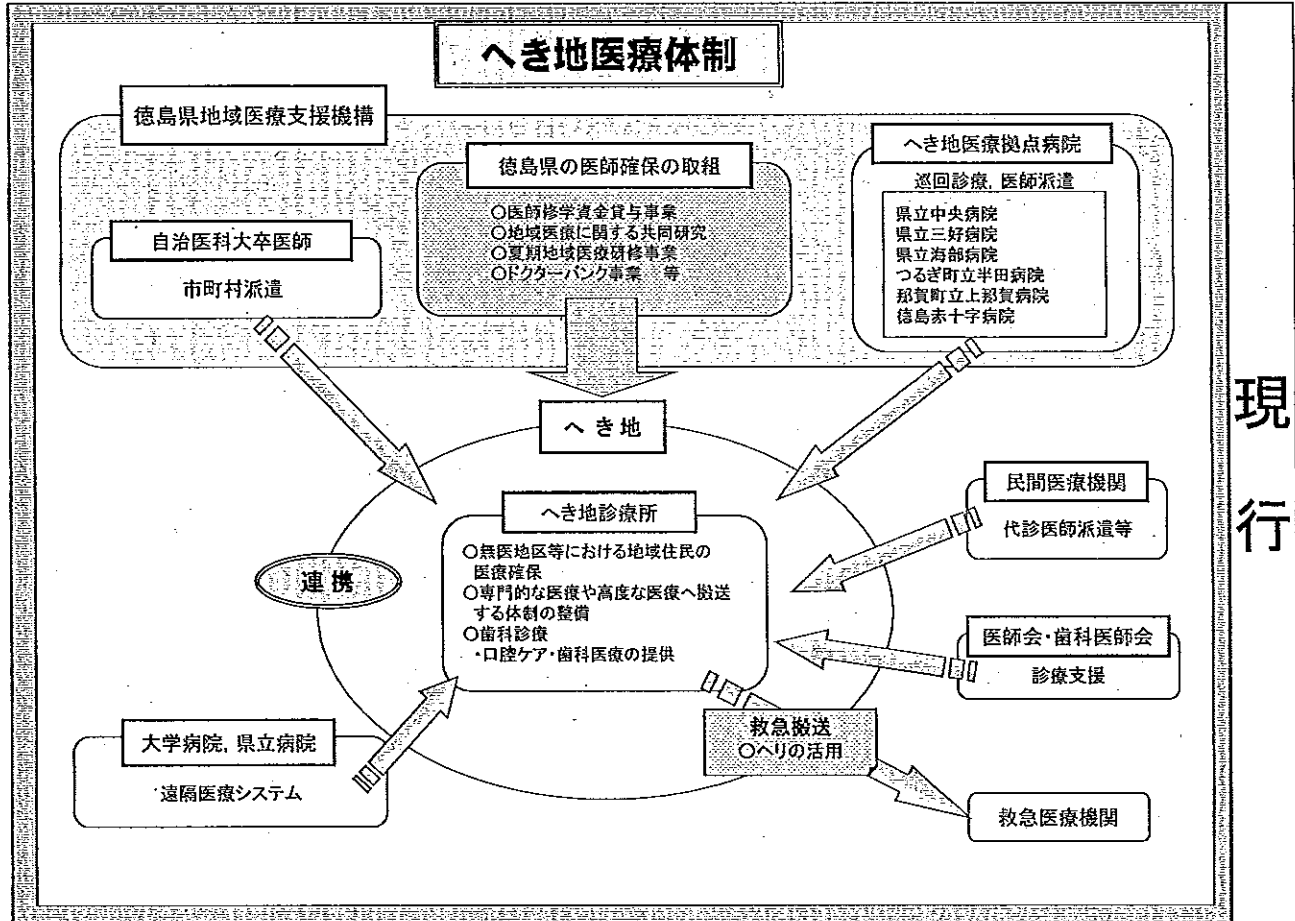 へき地医療体制
徳島県地域医療支援機構
自治医科大卒医師
市町村派遣
徳島県の医師確保の取組
○医師修学資金貸与事業
○地域医療に関する共同研究
○夏期地域医療研修事業
○ドクターバンク事業 等
へき地医療拠点病院
巡回診療, 医師派遣
県立中央病院
県立三好病院
県立海部病院
つるぎ町立半田病院
那賀町立上那賀病院
徳島赤十字病院
へき地
へき地診療所
○無医地区等における地域住民の
医療確保
○専門的な医療や高度な医療へ搬送
する体制の整備
○歯科診療
・口腔ケア・歯科医療の提供
連携
民間医療機関
代診医師派遣等
医師会・歯科医師会
診療支援
大学病院, 県立病院
遠隔医療システム
救急搬送
○ヘリの活用
救急医療機関
現行